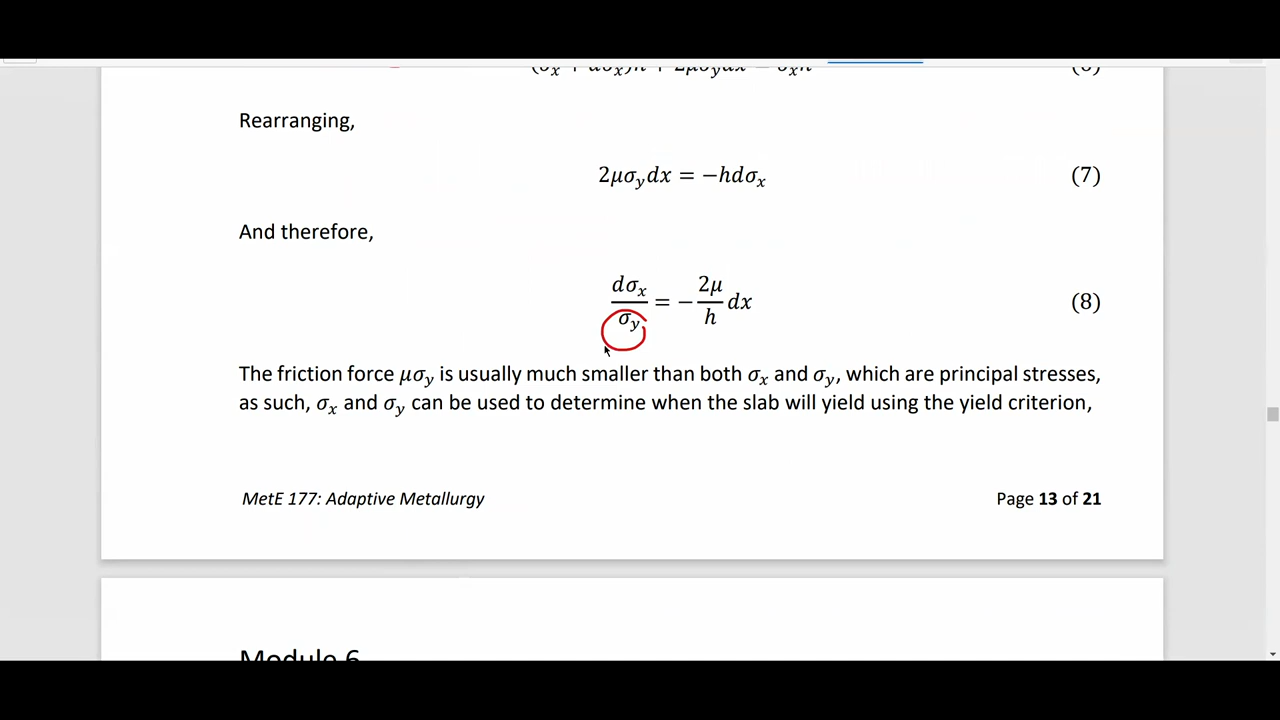 Rearranging,
2μσ_y dx = −hdσ_x (7)
And therefore,
dσ_x/σ_y = − 2μ/h dx (8)
The friction force μσ_y is usually much smaller than both σ_x and σ_y, which are principal stresses,
as such, σ_x and σ_y can be used to determine when the slab will yield using the yield criterion,
MetE 177: Adaptive Metallurgy Page 13 of 21
Module 6